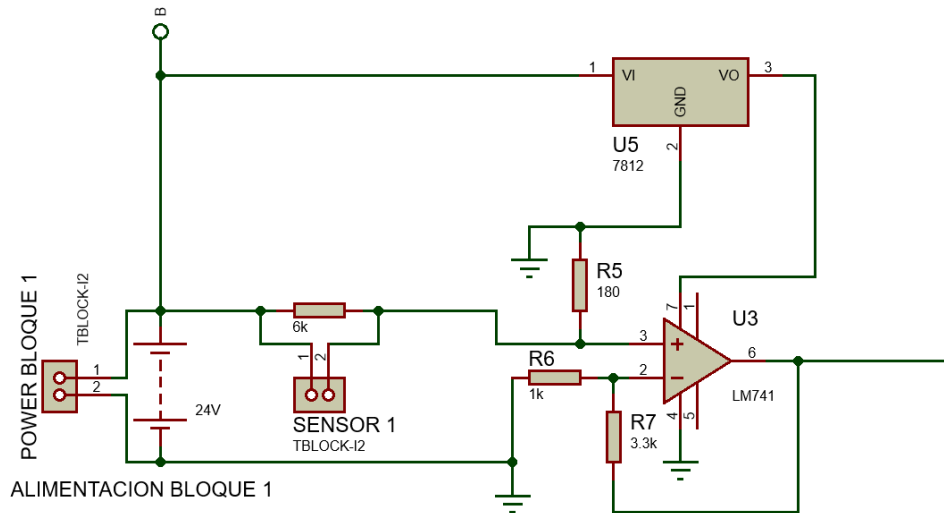 B
1
VI
VO
3
GND
2
U5
7812
R5
180
POWER BLOQUE 1
TBLOCK-I2
1
2
24V
6k
1
2
SENSOR 1
TBLOCK-I2
7
1
U3
3
6
R6
2
1k
LM741
4
5
R7
3.3k
ALIMENTACION BLOQUE 1